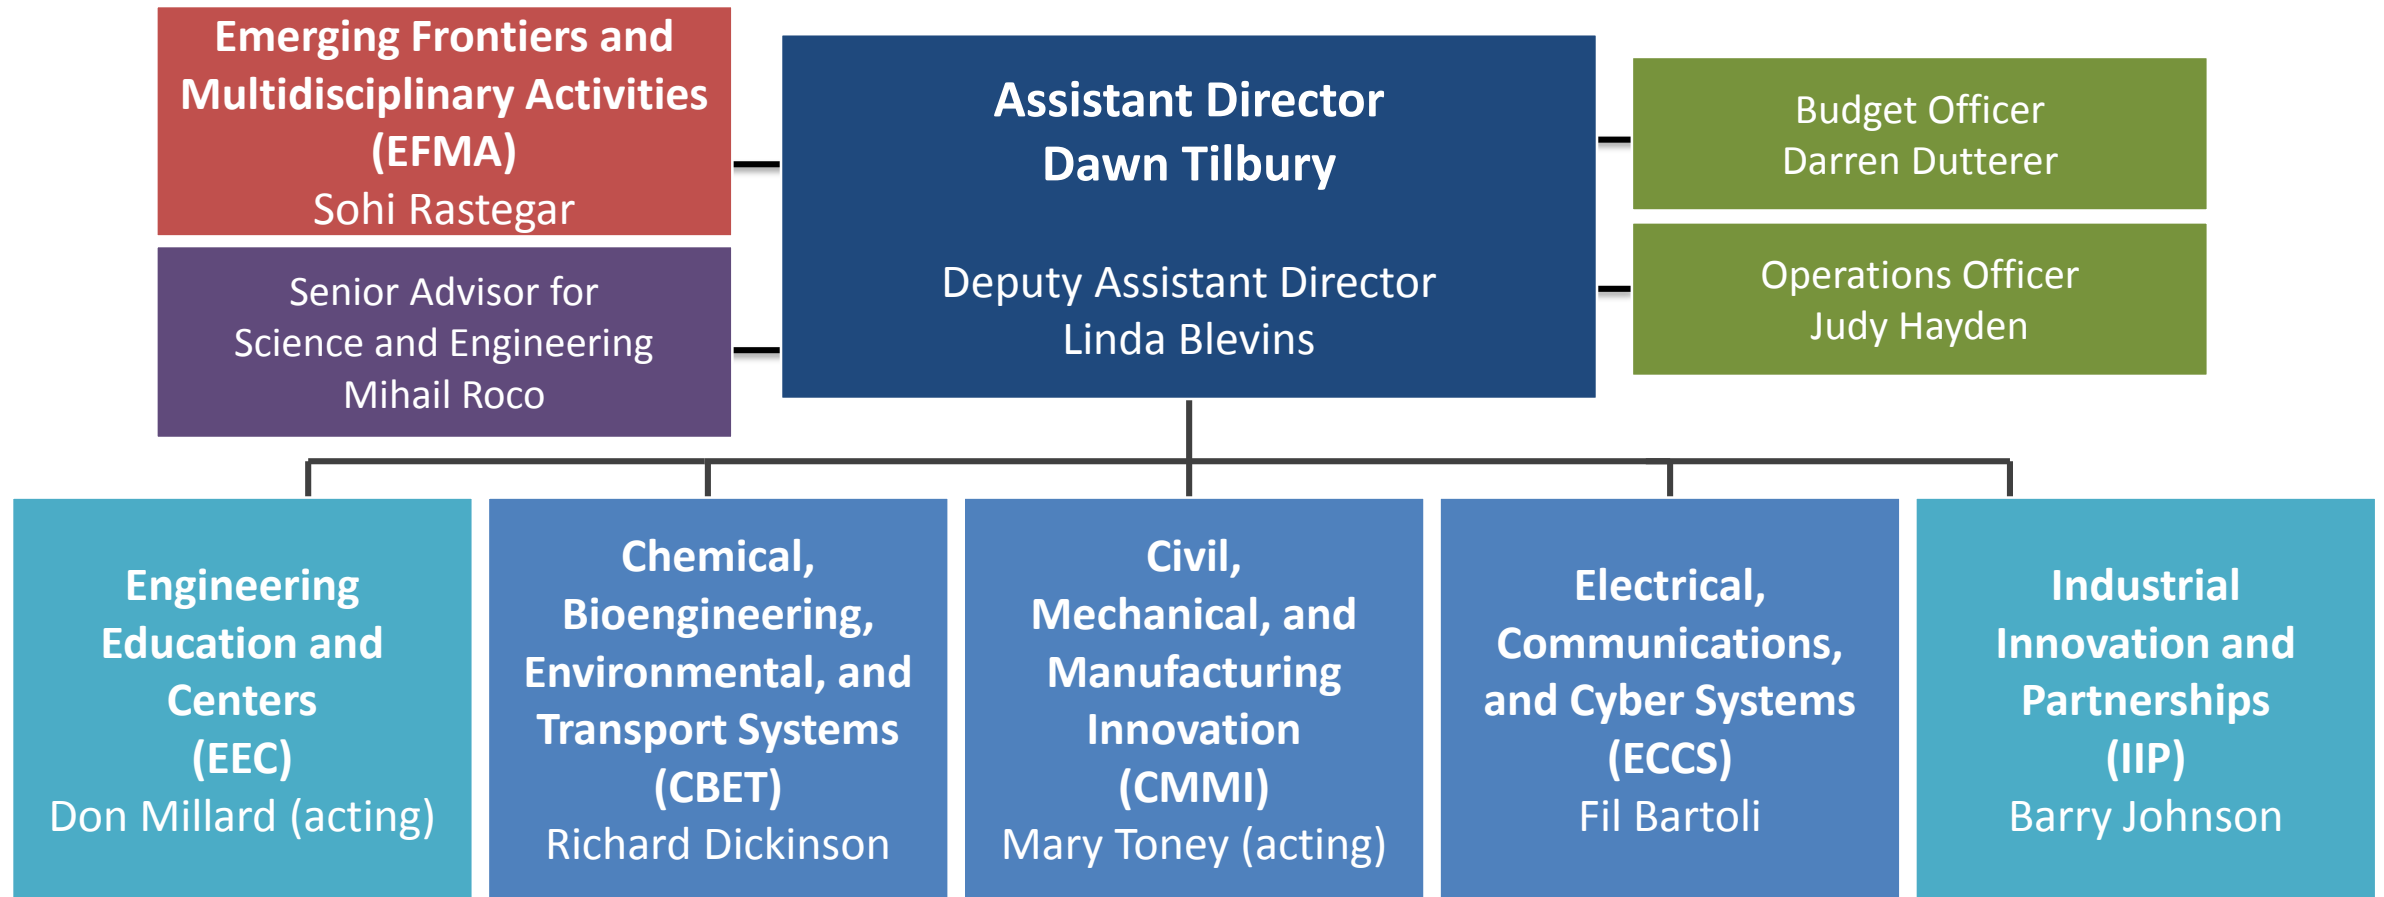 Emerging Frontiers and
Multidisciplinary Activities
(EFMA)
Sohi Rastegar
Senior Advisor for
Science and Engineering
Mihail Roco
Assistant Director
Dawn Tilbury
Deputy Assistant Director
Linda Blevins
Budget Officer
Darren Dutterer
Operations Officer
Judy Hayden
Engineering
Education and
Centers
(EEC)
Don Millard (acting)
Chemical,
Bioengineering,
Environmental, and
Transport Systems
(CBET)
Richard Dickinson
Civil,
Mechanical, and
Manufacturing
Innovation
(CMMI)
Mary Toney (acting)
Electrical,
Communications,
and Cyber Systems
(ECCS)
Fil Bartoli
Industrial
Innovation and
Partnerships
(IIP)
Barry Johnson